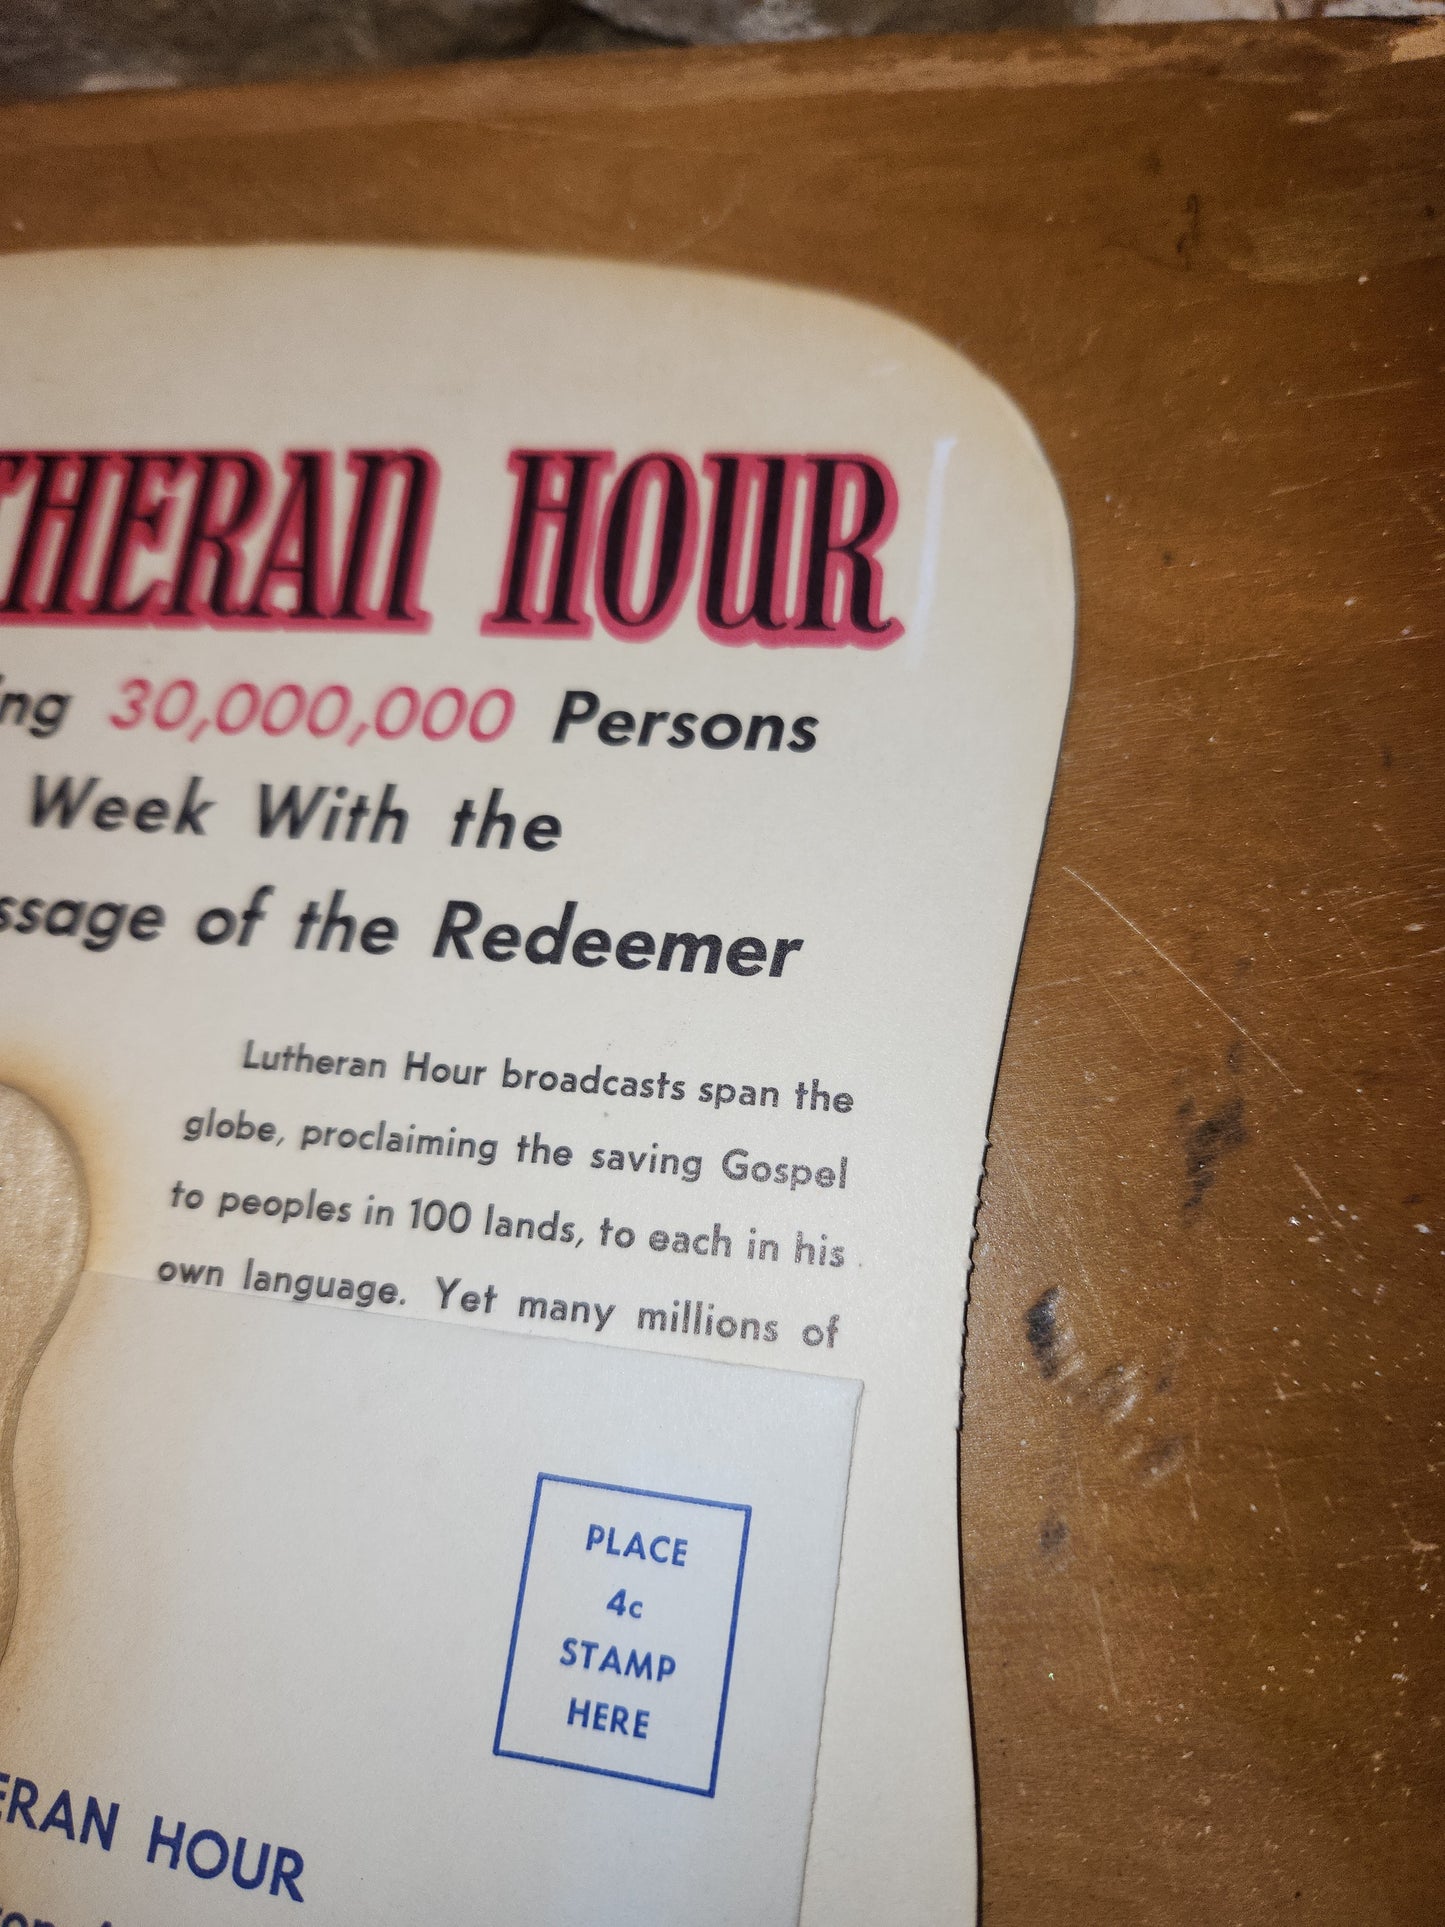 THERAN HOUR
ing 30,000,000 Persons
Week With the
ssage of the Redeemer
Lutheran Hour broadcasts span the
globe, proclaiming the saving Gospel
to peoples in 100 lands, to each in his
own language. Yet many millions of
PLACE
4c
STAMP
HERE
ERAN HOUR